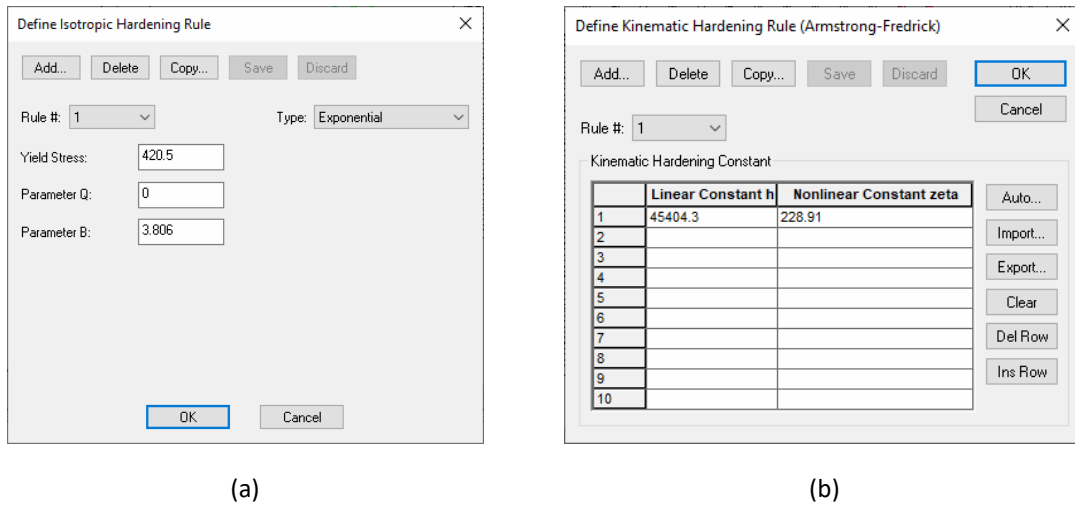 Define Isotropic Hardening Rule
Add... Delete Copy... Save Discard
Rule #: 1 Type: Exponential
Yield Stress: 420.5
Parameter Q: 0
Parameter B: 3.806
OK Cancel
(a)
Define Kinematic Hardening Rule (Armstrong-Fredrick)
Add... Delete Copy... Save Discard OK
Cancel
Rule #: 1
Kinematic Hardening Constant
Linear Constant h Nonlinear Constant zeta Auto...
1 45404.3 228.91
2 Import...
3
4 Export...
5 Clear
6
7 Del Row
8
9 Ins Row
10
(b)